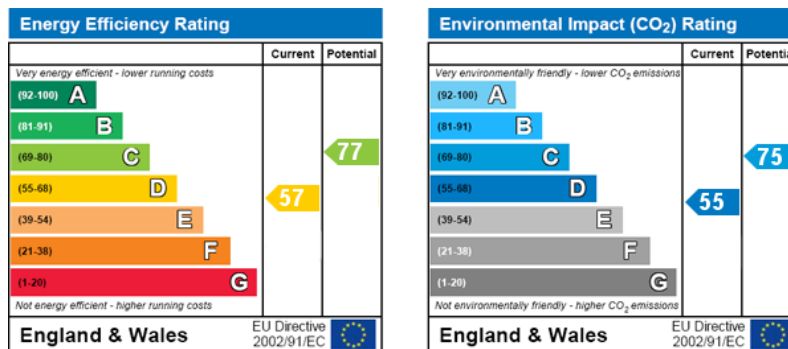 Energy Efficiency Rating
Current Potential
Very energy efficient - lower running costs
(92-100) A
(81-91) B
(69-80) C
77
(55-68) D
57
(39-54) E
(21-38) F
(1-20) G
Not energy efficient - higher running costs
England & Wales
EU Directive
2002/91/EC
Environmental Impact (CO₂) Rating
Current Potentia
Very environmentally friendly - lower CO₂ emissions
(92-100) A
(81-91) B
(69-80) C
75
(55-68) D
55
(39-54) E
(21-38) F
(1-20) G
Not environmentally friendly - higher CO₂ emissions
England & Wales
EU Directive
2002/91/EC